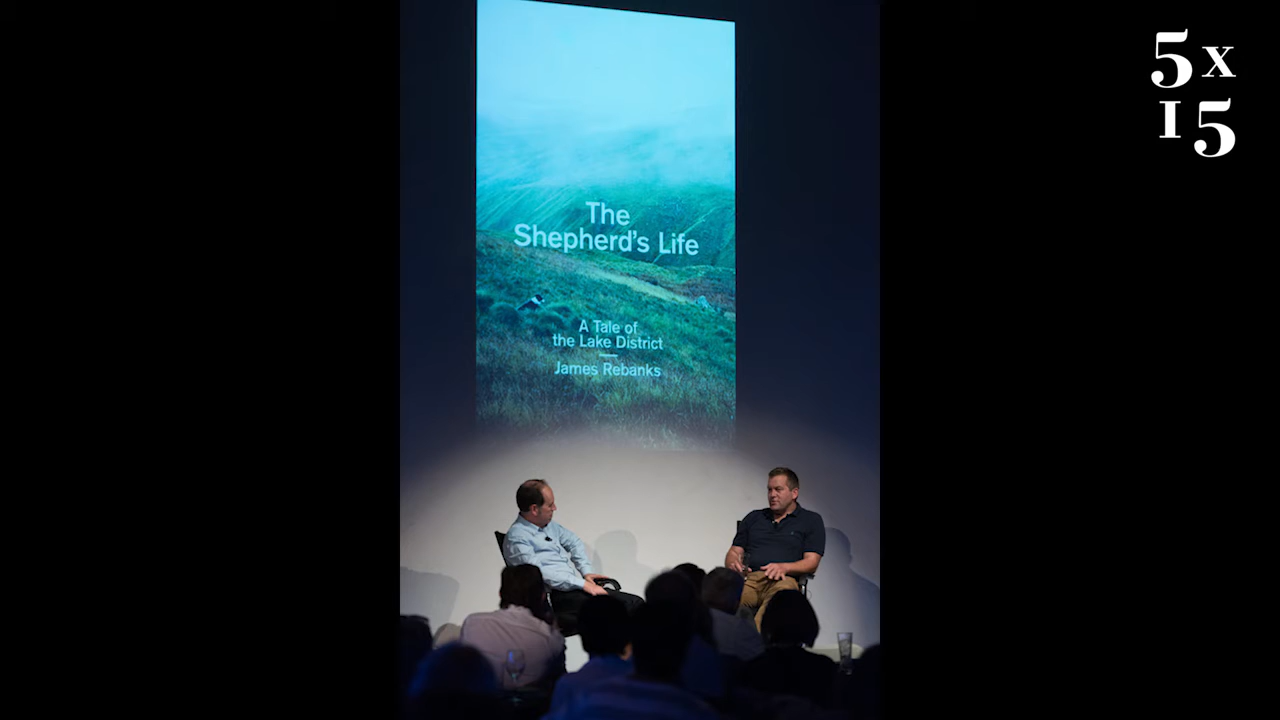 5x
15
The
Shepherd's Life
A Tale of
the Lake District
James Rebanks